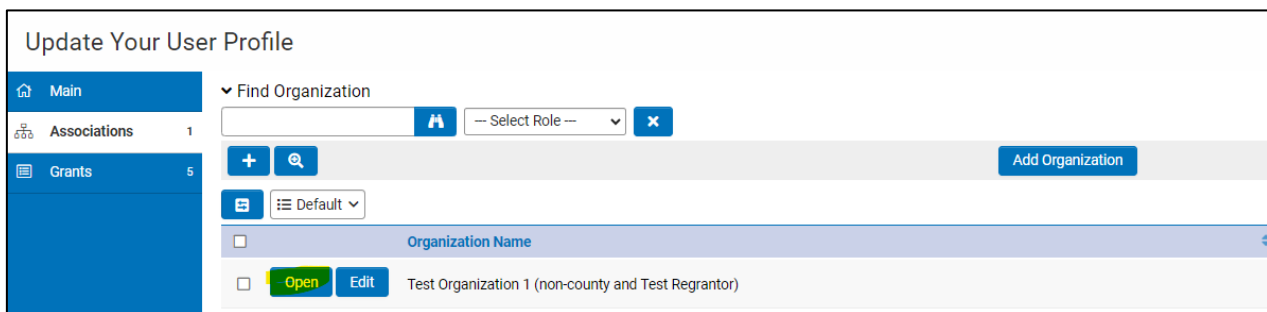 Update Your User Profile
Main
Find Organization
--- Select Role ---
Associations 1
Add Organization
Grants 5
Default
Organization Name
Open Edit Test Organization 1 (non-county and Test Regrantor)